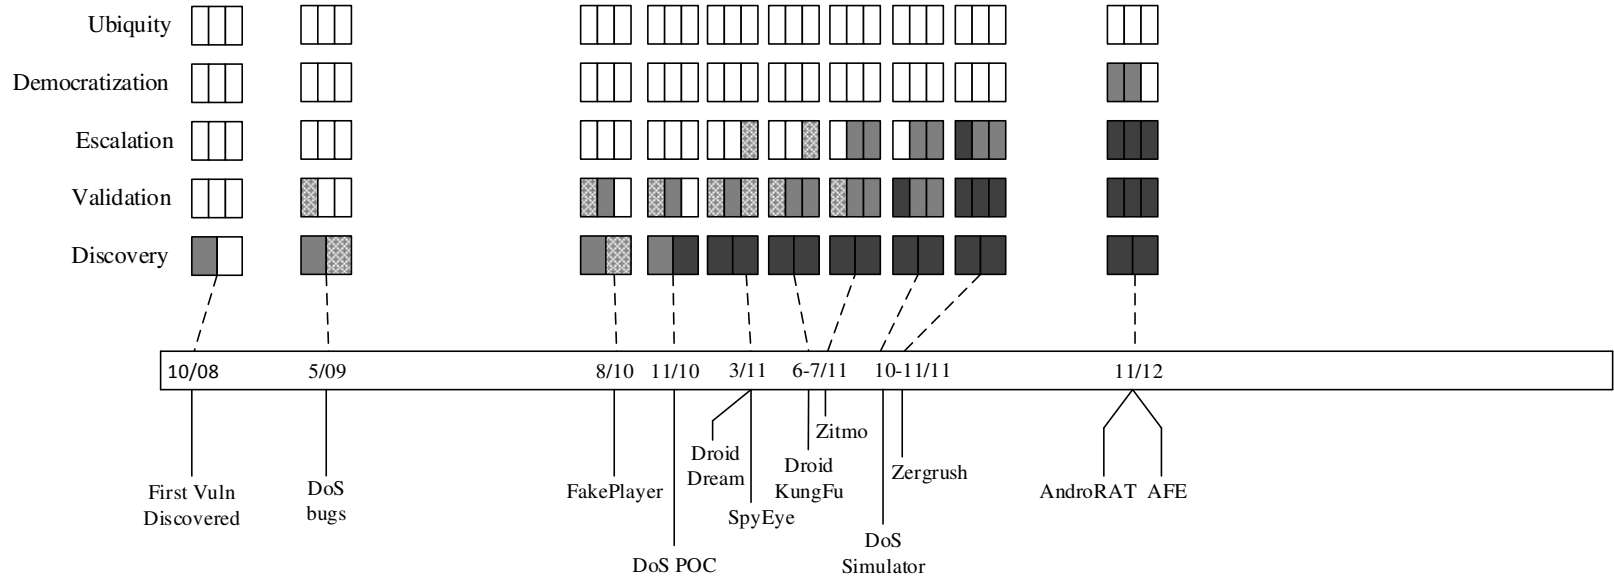 Ubiquity
Democratization
Escalation
Validation
Discovery
10/08
5/09
8/10
11/10
3/11
6-7/11
10-11/11
11/12
First Vuln
Discovered
DoS
bugs
FakePlayer
DoS POC
Droid
Dream
SpyEye
Droid
KungFu
Zitmo
DoS
Simulator
Zergrush
AndroRAT
AFE